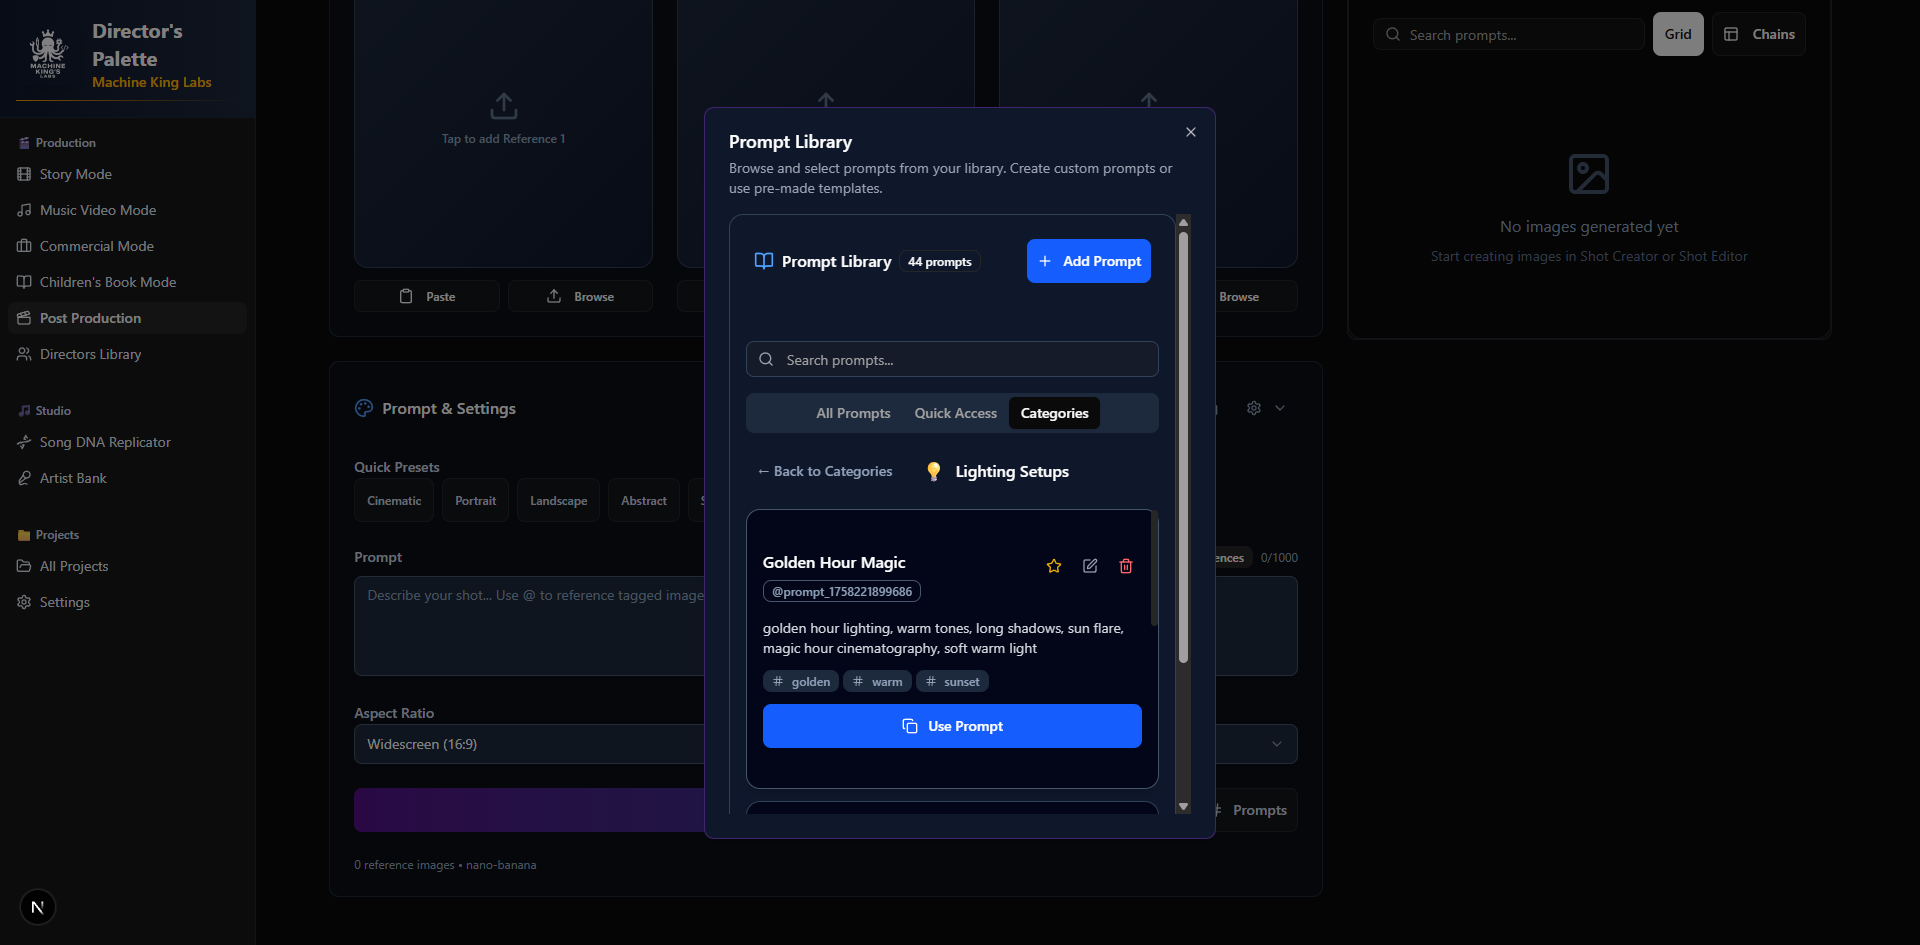 MACHINE
KING'S
LABS
Director's
Palette
Machine King Labs
Production
Story Mode
Music Video Mode
Commercial Mode
Children's Book Mode
Post Production
Directors Library
Studio
Song DNA Replicator
Artist Bank
Projects
All Projects
Settings
N
Tap to add Reference 1
Paste
Browse
Browse
Prompt & Settings
Quick Presets
Cinematic
Portrait
Landscape
Abstract
Prompt
0/1000
Describe your shot... Use @ to reference tagged image
Aspect Ratio
Widescreen (16:9)
# Prompts
0 reference images • nano-banana
Prompt Library
Browse and select prompts from your library. Create custom prompts or
use pre-made templates.
Prompt Library
44 prompts
+ Add Prompt
Search prompts...
All Prompts
Quick Access
Categories
← Back to Categories
💡 Lighting Setups
Golden Hour Magic
@prompt_1758221899686
golden hour lighting, warm tones, long shadows, sun flare,
magic hour cinematography, soft warm light
# golden
# warm
# sunset
Use Prompt
Search prompts...
Grid
Chains
No images generated yet
Start creating images in Shot Creator or Shot Editor